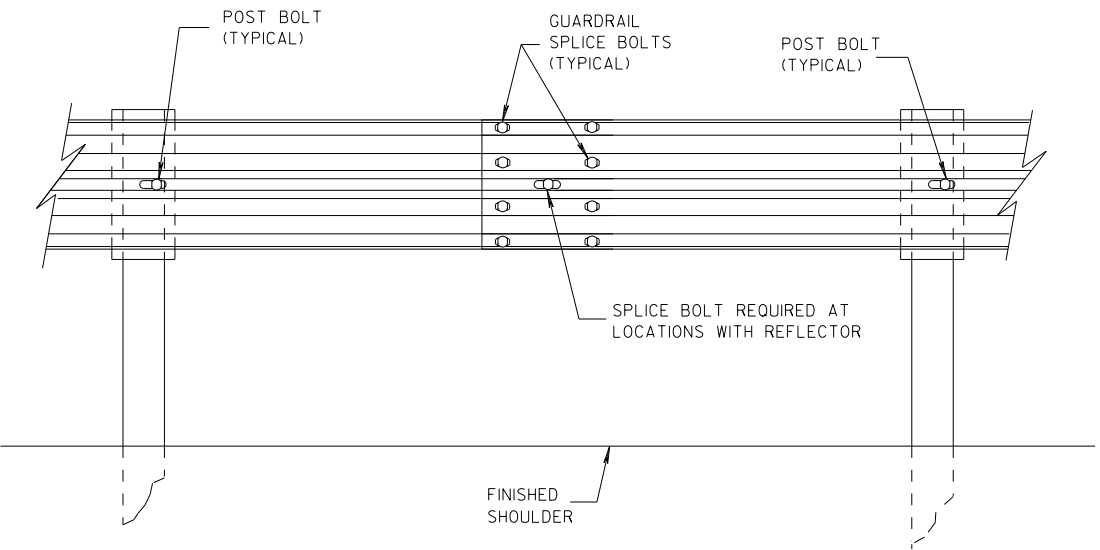 POST BOLT
(TYPICAL)
GUARDRAIL
SPLICE BOLTS
(TYPICAL)
POST BOLT
(TYPICAL)
SPLICE BOLT REQUIRED AT
LOCATIONS WITH REFLECTOR
FINISHED
SHOULDER